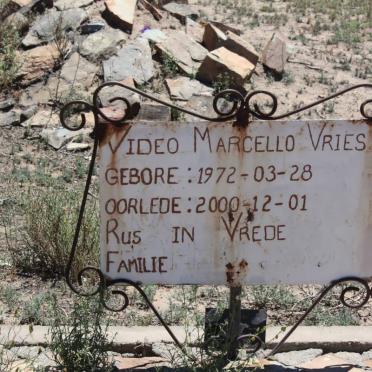 VIDEO MARCELLO VRIES
GEBORE : 1972-03-28
OORLEDE : 2000-12-01
RUS IN VREDE
FAMILIE